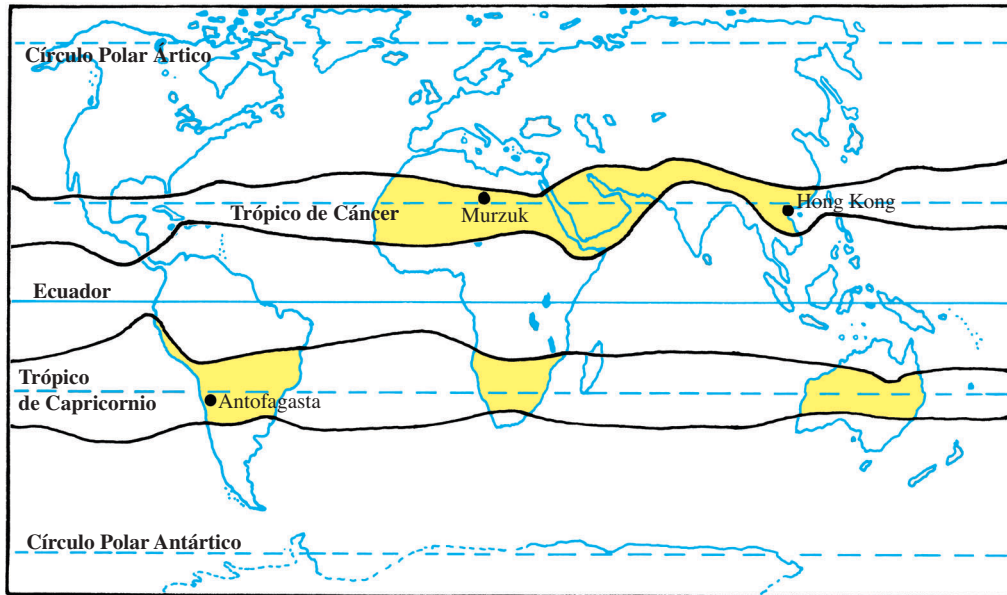 Círculo Polar Ártico
Hong Kong
Trópico de Cáncer
Murzuk
Ecuador
Trópico
de Capricornio
Antofagasta
Círculo Polar Antártico